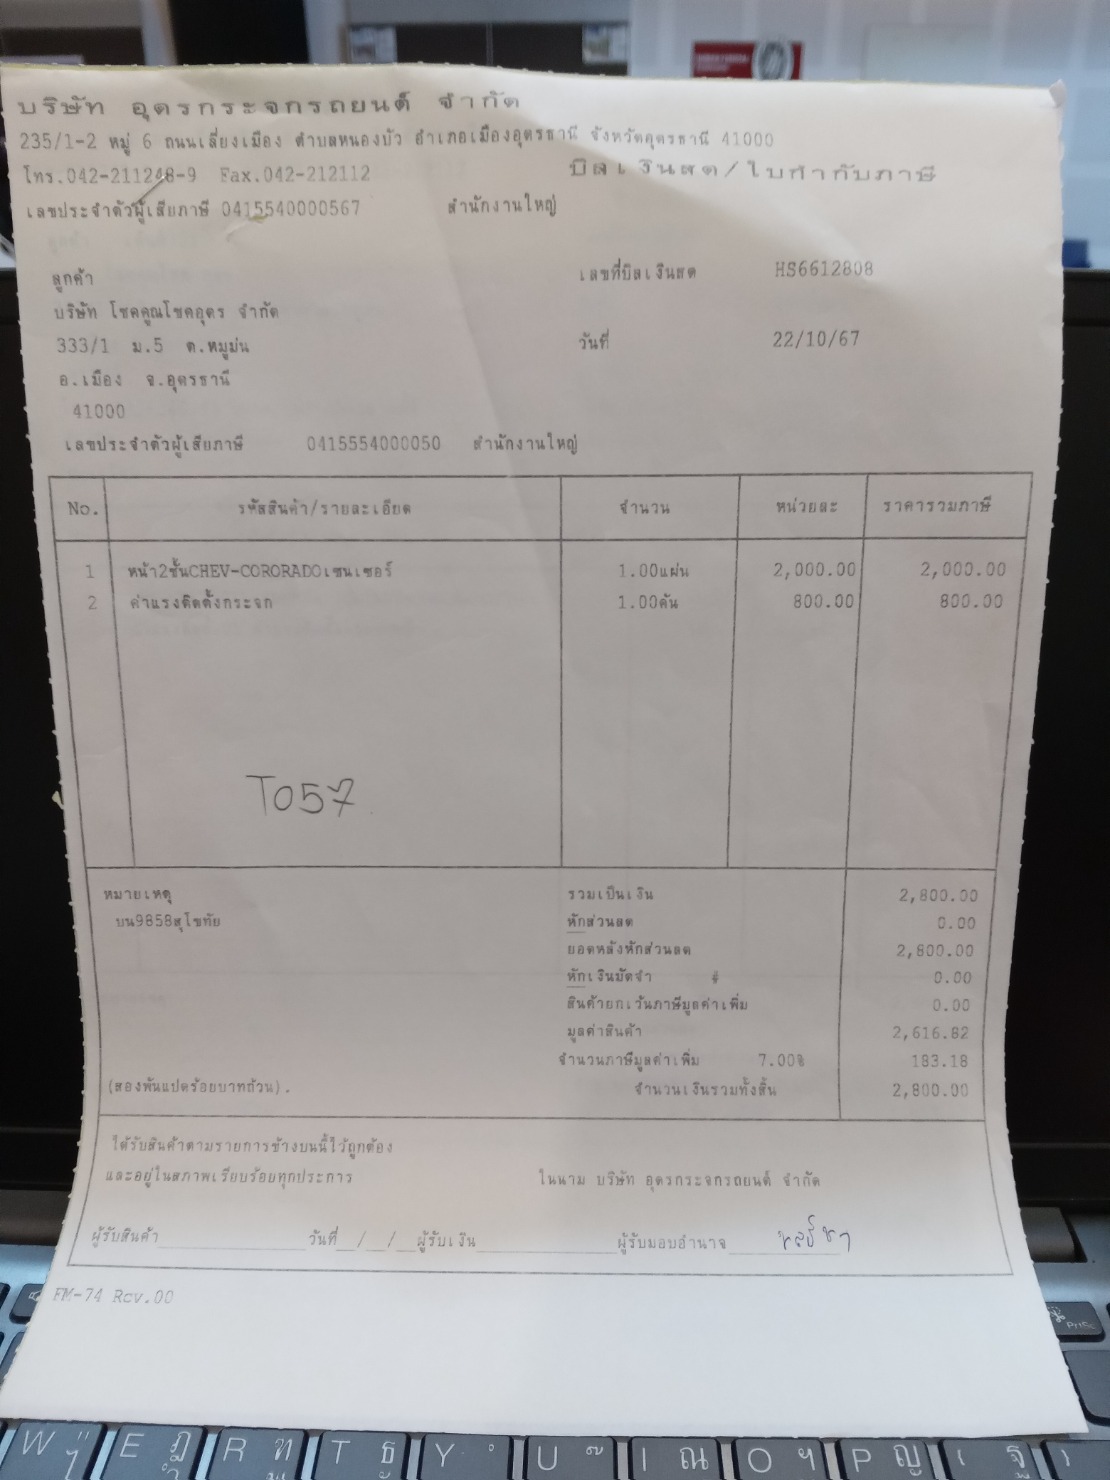 บริษัท อุดรกระจกรถยนต์ จำกัด
235/1-2 หมู่ 6 ถนนเลี่ยงเมือง ตำบลหนองบัว อำเภอเมืองอุดรธานี จังหวัดอุดรธานี 41000
โทร.042-211248-9 Fax.042-212112 บิลเงินสด/ใบกำกับภาษี
เลขประจำตัวผู้เสียภาษี 0415540000567 สำนักงานใหญ่
ลูกค้า เลขที่บิลเงินสด HS6612808
บริษัท โชคคูณโชคอุดร จำกัด
333/1 ม.5 ต.หมูม่น วันที่ 22/10/67
อ.เมือง จ.อุดรธานี
41000
เลขประจำตัวผู้เสียภาษี 0415554000050 สำนักงานใหญ่
No. รหัสสินค้า/รายละเอียด จำนวน หน่วยละ ราคารวมภาษี
1 หน้า2ชั้นCHEV-CORORADOเซนเซอร์ 1.00แผ่น 2,000.00 2,000.00
2 ค่าแรงติดตั้งกระจก 1.00คัน 800.00 800.00
T057
หมายเหตุ รวมเป็นเงิน 2,800.00
บน9858สุโขทัย หักส่วนลด 0.00
ยอดหลังหักส่วนลด 2,800.00
หักเงินมัดจำ # 0.00
สินค้ายกเว้นภาษีมูลค่าเพิ่ม 0.00
มูลค่าสินค้า 2,616.82
จำนวนภาษีมูลค่าเพิ่ม 7.00% 183.18
(สองพันแปดร้อยบาทถ้วน). จำนวนเงินรวมทั้งสิ้น 2,800.00
ได้รับสินค้าตามรายการข้างบนนี้ไว้ถูกต้อง
และอยู่ในสภาพเรียบร้อยทุกประการ ในนาม บริษัท อุดรกระจกรถยนต์ จำกัด
ผู้รับสินค้า วันที่ / / ผู้รับเงิน ผู้รับมอบอำนาจ
FM-74 Rev.00
W E ฎ R ฑ T ธ Y U I ณ O ฯ P ญ ฐ